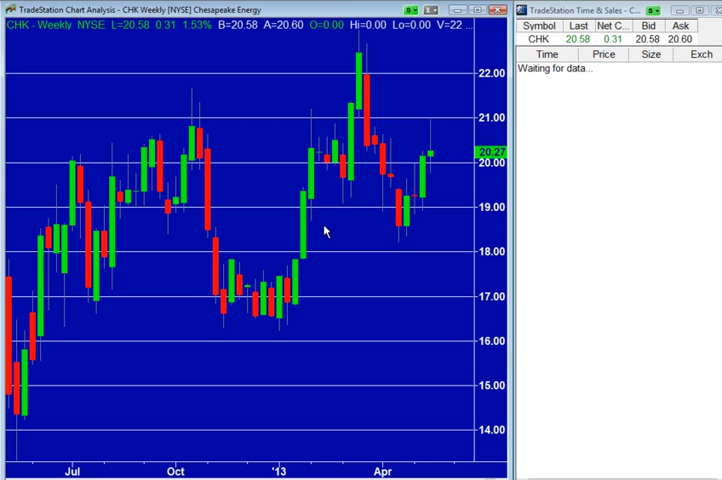 TradeStation Chart Analysis - CHK Weekly [NYSE] Chesapeake Energy
CHK - Weekly NYSE L=20.58 0.31 1.53% B=20.58 A=20.60 O=0.00 Hi=0.00 Lo=0.00 V=22 ...
22.00
21.00
20.27
20.00
19.00
18.00
17.00
16.00
15.00
14.00
Jul Oct '13 Apr
TradeStation Time & Sales - C...
Symbol Last Net C... Bid Ask
CHK 20.58 0.31 20.58 20.60
Time Price Size Exch
Waiting for data...